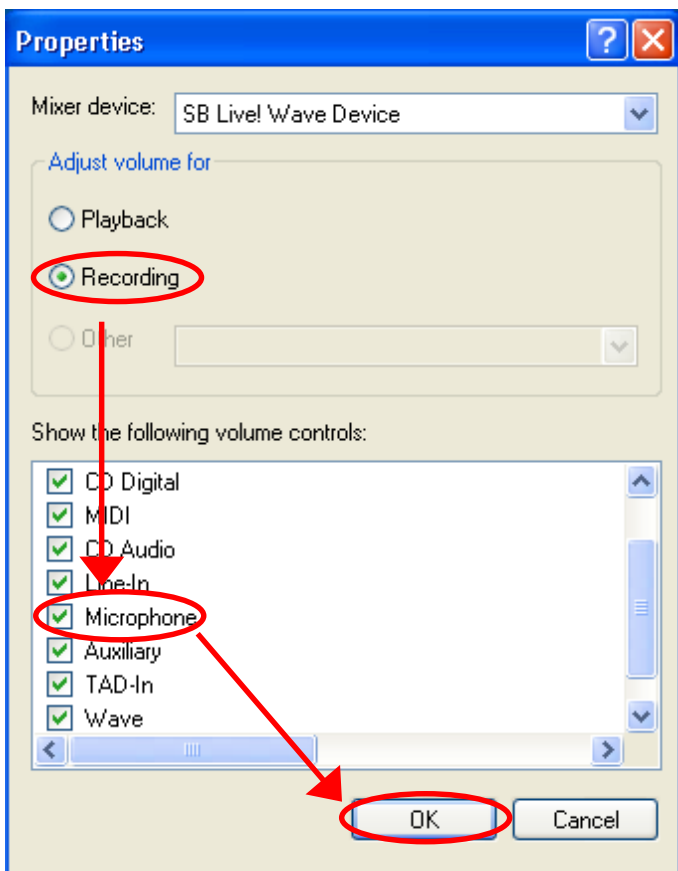 Properties
Mixer device: SB Live! Wave Device
Adjust volume for
Playback
Recording
Other
Show the following volume controls:
CD Digital
MIDI
CD Audio
Line-In
Microphone
Auxiliary
TAD-In
Wave
OK Cancel